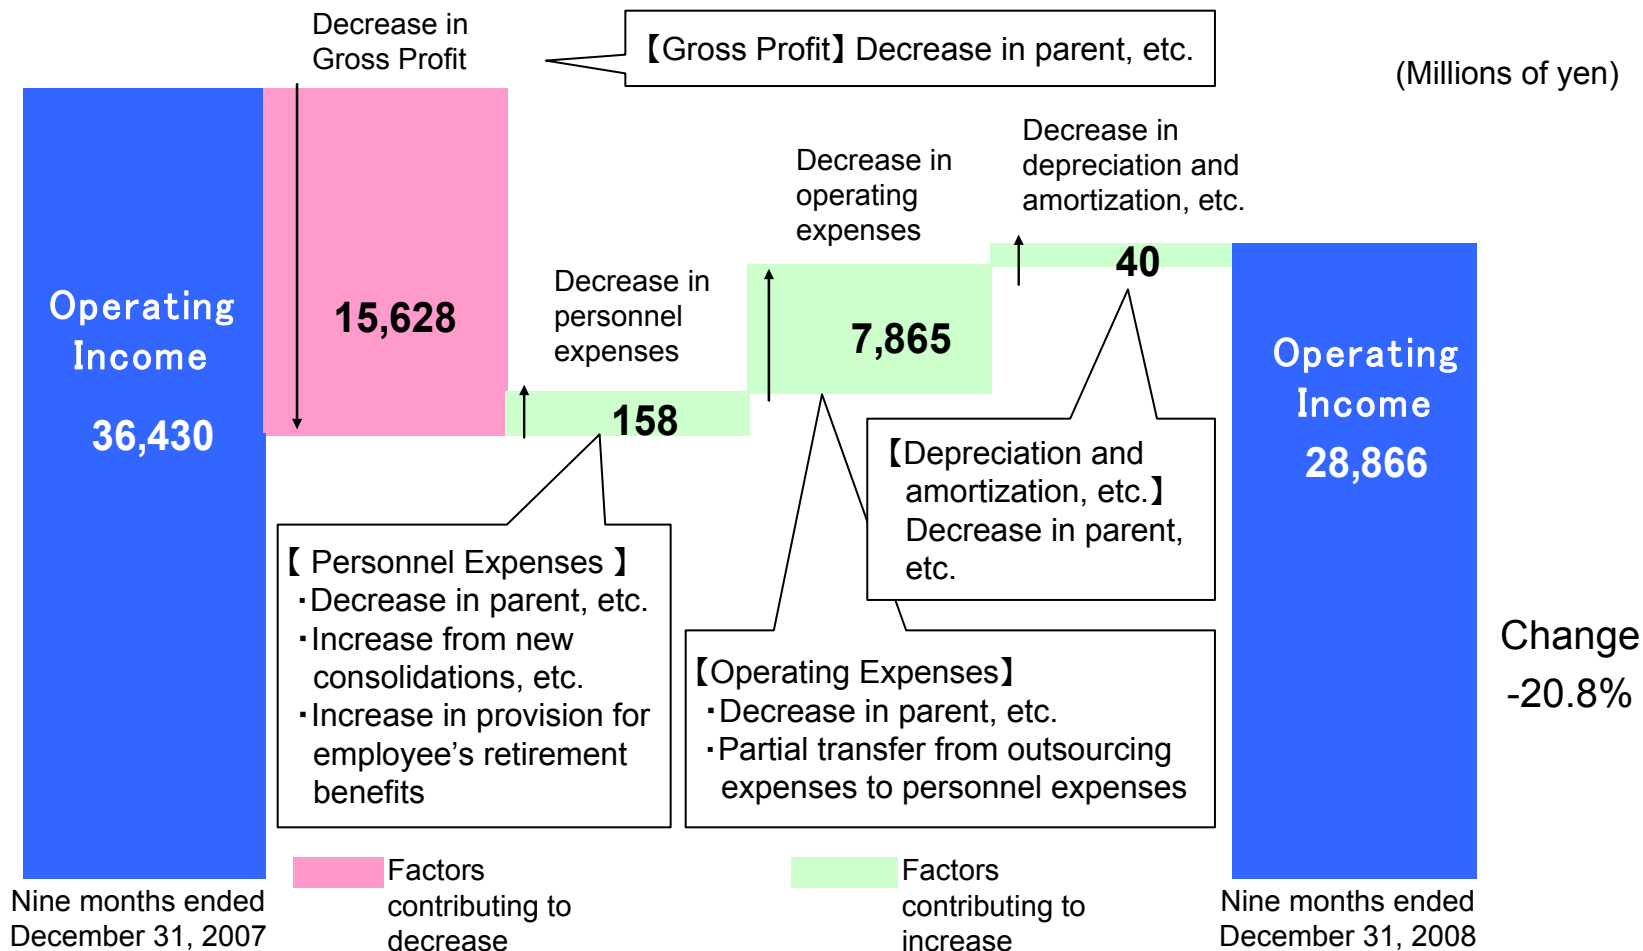 Decrease in
Gross Profit
【Gross Profit】 Decrease in parent, etc.
(Millions of yen)
Decrease in
depreciation and
amortization, etc.
Decrease in
operating
expenses
Decrease in
personnel
expenses
Operating
Income
36,430
15,628
158
7,865
40
Operating
Income
28,866
【Depreciation and
amortization, etc.】
Decrease in parent,
etc.
【 Personnel Expenses 】
・Decrease in parent, etc.
・Increase from new
consolidations, etc.
・Increase in provision for
employee’s retirement
benefits
【Operating Expenses】
・Decrease in parent, etc.
・Partial transfer from outsourcing
expenses to personnel expenses
Change
-20.8%
Nine months ended
December 31, 2007
Factors
contributing to
decrease
Factors
contributing to
increase
Nine months ended
December 31, 2008